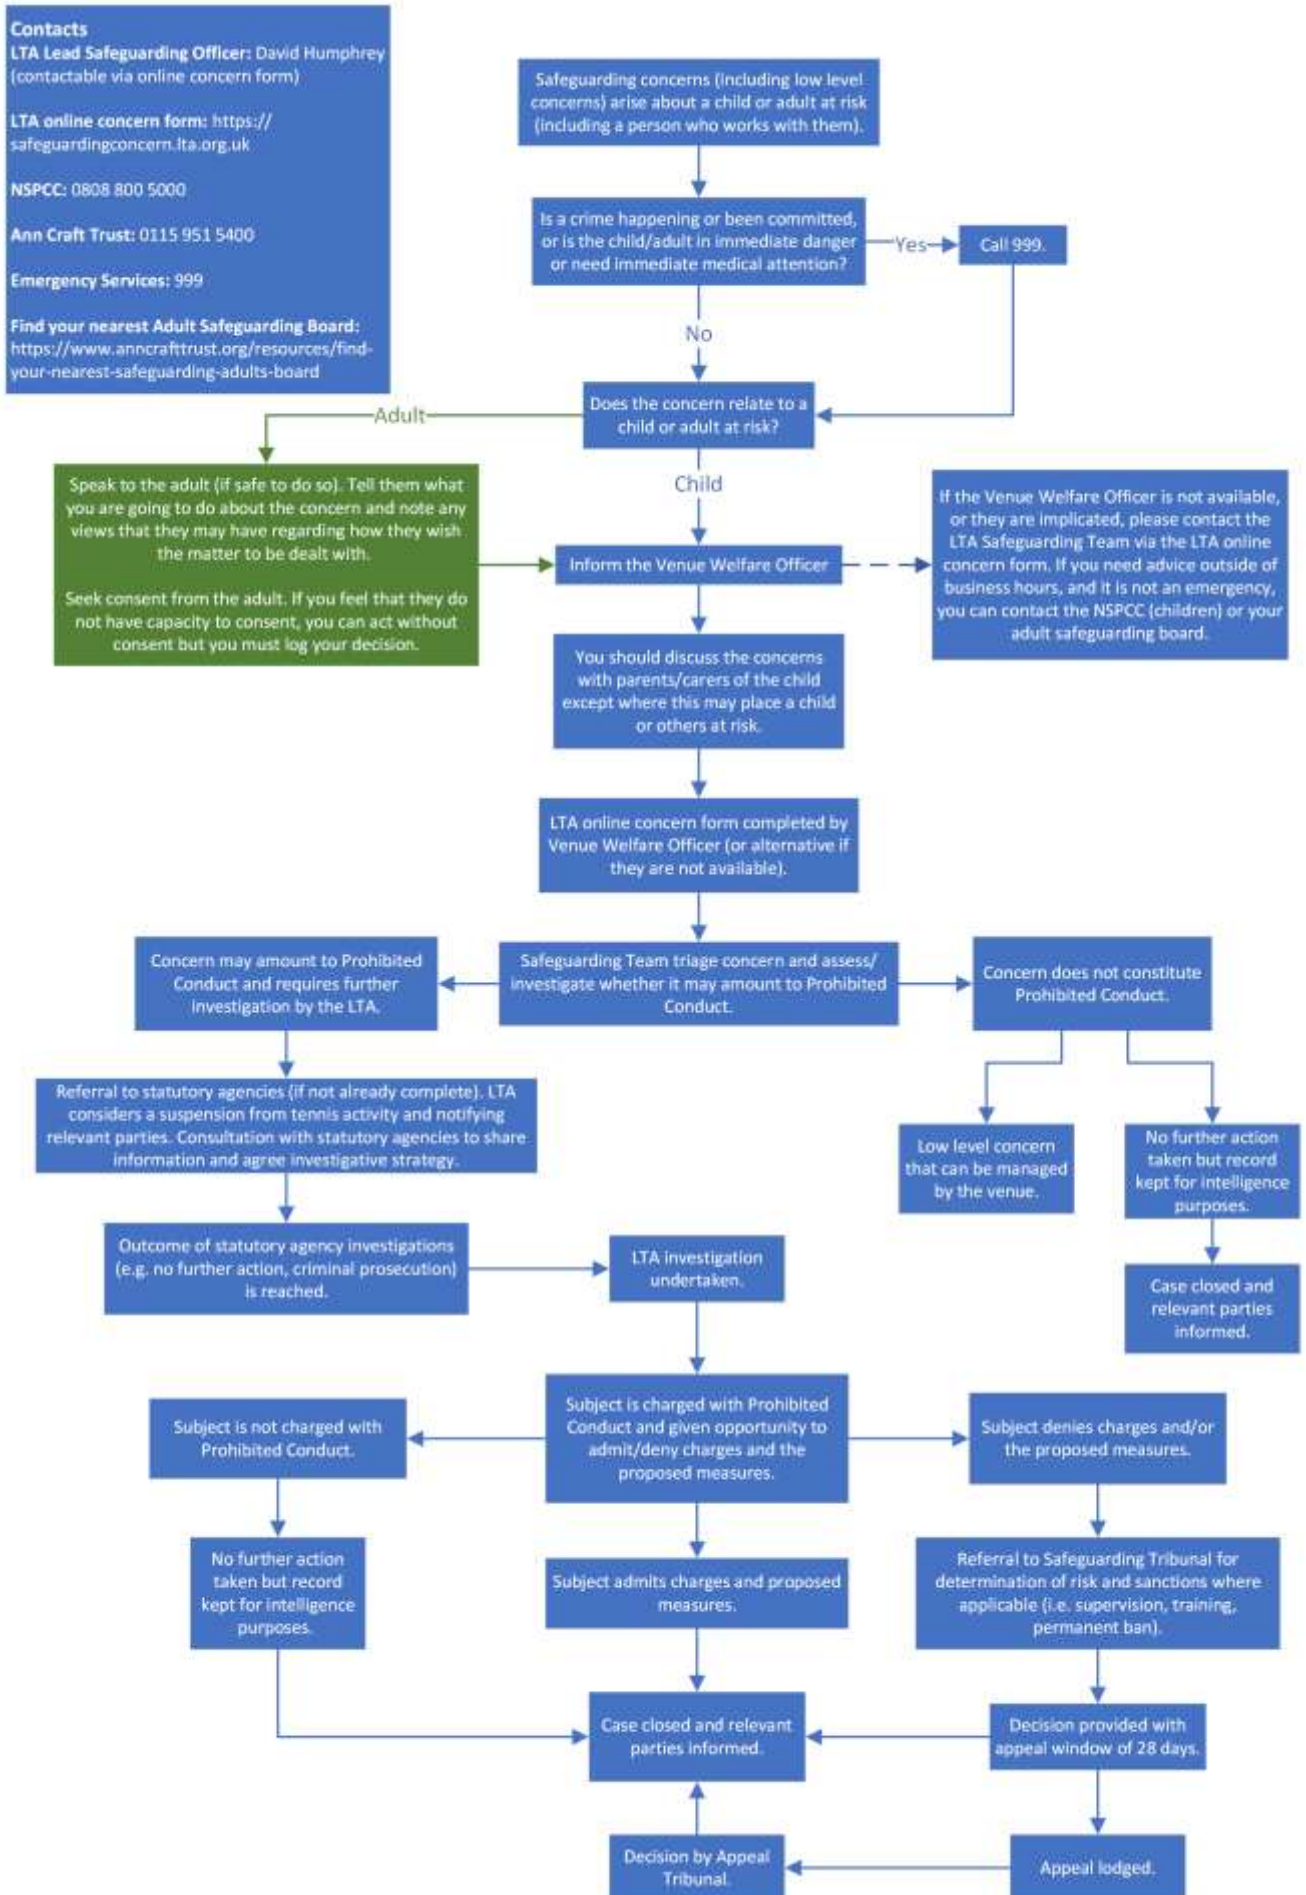 Contacts
LTA Lead Safeguarding Officer: David Humphrey
(contactable via online concern form)
LTA online concern form: https://
safeguardingconcern.lta.org.uk
NSPCC: 0808 800 5000
Ann Craft Trust: 0115 951 5400
Emergency Services: 999
Find your nearest Adult Safeguarding Board:
https://www.anncrafttrust.org/resources/find-
your-nearest-safeguarding-adults-board
Safeguarding concerns (including low level
concerns) arise about a child or adult at risk
(including a person who works with them).
Is a crime happening or been committed,
or is the child/adult in immediate danger
or need immediate medical attention?
Yes
Call 999.
No
Does the concern relate to a
child or adult at risk?
Adult
Child
Speak to the adult (if safe to do so). Tell them what
you are going to do about the concern and note any
views that they may have regarding how they wish
the matter to be dealt with.
Seek consent from the adult. If you feel that they do
not have capacity to consent, you can act without
consent but you must log your decision.
Inform the Venue Welfare Officer
If the Venue Welfare Officer is not available,
or they are implicated, please contact the
LTA Safeguarding Team via the LTA online
concern form. If you need advice outside of
business hours, and it is not an emergency,
you can contact the NSPCC (children) or your
adult safeguarding board.
You should discuss the concerns
with parents/carers of the child
except where this may place a child
or others at risk.
LTA online concern form completed by
Venue Welfare Officer (or alternative if
they are not available).
Concern may amount to Prohibited
Conduct and requires further
investigation by the LTA.
Safeguarding Team triage concern and assess/
investigate whether it may amount to Prohibited
Conduct.
Concern does not constitute
Prohibited Conduct.
Referral to statutory agencies (if not already complete). LTA
considers a suspension from tennis activity and notifying
relevant parties. Consultation with statutory agencies to share
information and agree investigative strategy.
Low level concern
that can be managed
by the venue.
No further action
taken but record
kept for intelligence
purposes.
Outcome of statutory agency investigations
(e.g. no further action, criminal prosecution)
is reached.
LTA investigation
undertaken.
Case closed and
relevant parties
informed.
Subject is not charged with
Prohibited Conduct.
Subject is charged with Prohibited
Conduct and given opportunity to
admit/deny charges and the
proposed measures.
Subject denies charges and/or
the proposed measures.
No further action
taken but record
kept for intelligence
purposes.
Subject admits charges and proposed
measures.
Referral to Safeguarding Tribunal for
determination of risk and sanctions where
applicable (i.e. supervision, training,
permanent ban).
Case closed and relevant
parties informed.
Decision provided with
appeal window of 28 days.
Decision by Appeal
Tribunal.
Appeal lodged.